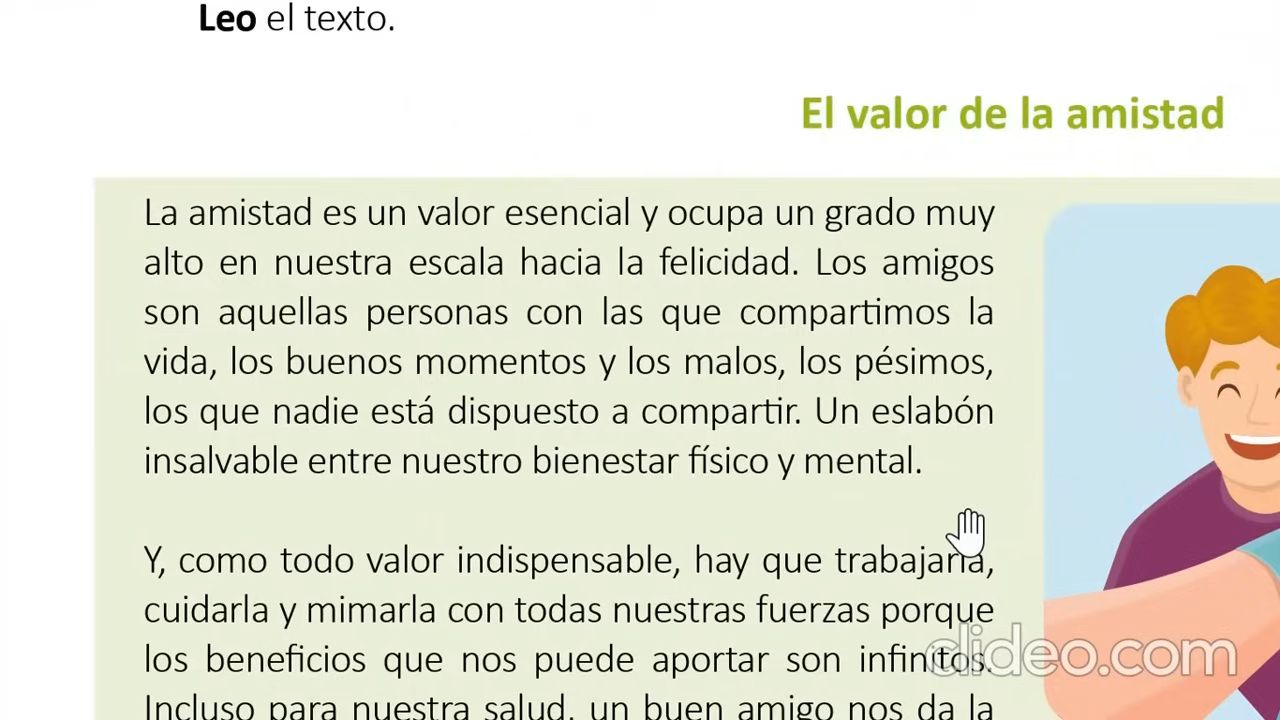 Leo el texto.
El valor de la amistad
La amistad es un valor esencial y ocupa un grado muy
alto en nuestra escala hacia la felicidad. Los amigos
son aquellas personas con las que compartimos la
vida, los buenos momentos y los malos, los pésimos,
los que nadie está dispuesto a compartir. Un eslabón
insalvable entre nuestro bienestar físico y mental.
Y, como todo valor indispensable, hay que trabajarla,
cuidarla y mimarla con todas nuestras fuerzas porque
los beneficios que nos puede aportar son infinitos.
Incluso para nuestra salud, un buen amigo nos da la
clideo.com